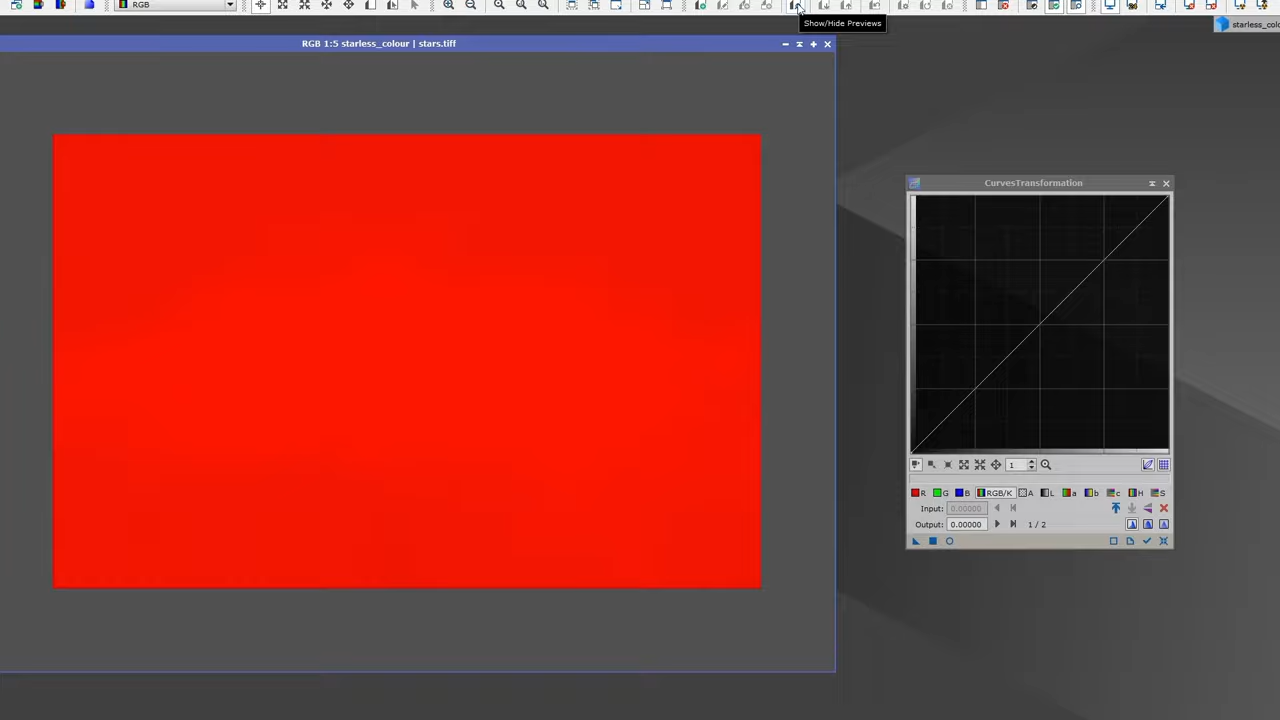 RGB
Show/Hide Previews
starless_colo
RGB 1:5 starless_colour | stars.tiff
CurvesTransformation
1
R G B RGB/K A L a b c H S
Input: 0.00000
Output: 0.00000 1 / 2